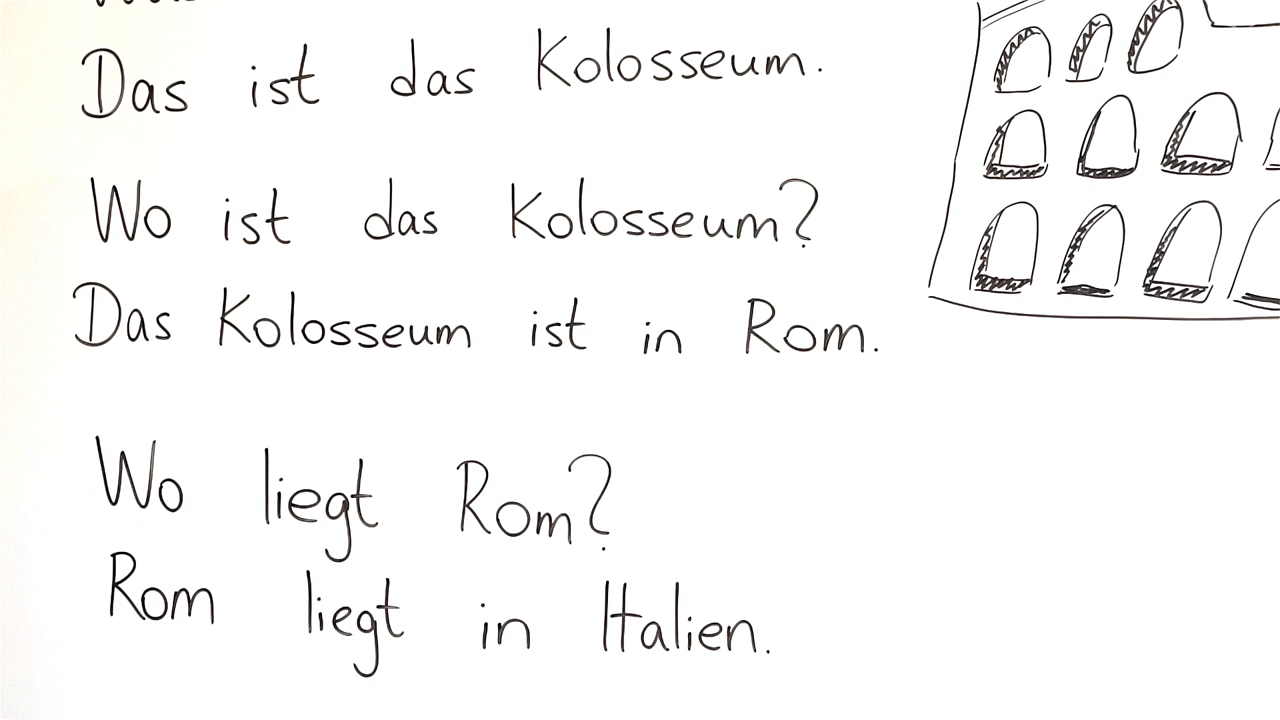 Das ist das Kolosseum.
Wo ist das Kolosseum?
Das Kolosseum ist in Rom.
Wo liegt Rom?
Rom liegt in Italien.